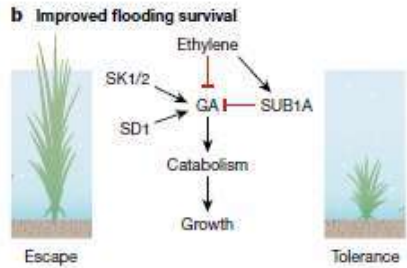 b Improved flooding survival
Ethylene
SK1/2
GA
SUB1A
SD1
Catabolism
Growth
Escape
Tolerance